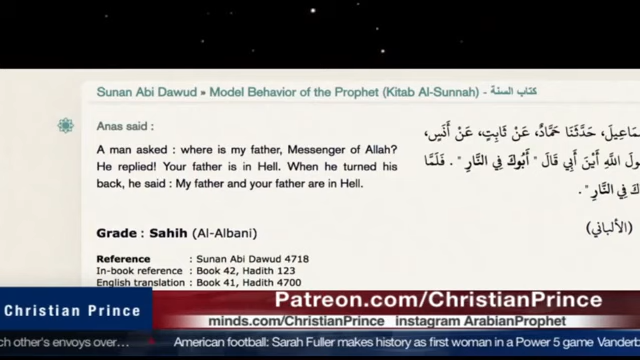 Sunan Abi Dawud » Model Behavior of the Prophet (Kitab Al-Sunnah) - كتاب السنة
Anas said :
A man asked : where is my father, Messenger of Allah?
He replied! Your father is in Hell. When he turned his
back, he said : My father and your father are in Hell.
مَاعِيلَ، حَدَّثَنَا حَمَّادٌ، عَنْ ثَابِتٍ، عَنْ أَنَسٍ،
ولَ اللَّهِ أَيْنَ أَبِي قَالَ " أَبُوكَ فِي النَّارِ " . فَلَمَّا
كَ فِي النَّارِ " .
Grade : Sahih (Al-Albani)
(الألباني)
Reference : Sunan Abi Dawud 4718
In-book reference : Book 42, Hadith 123
English translation : Book 41, Hadith 4700
Christian Prince
Patreon.com/ChristianPrince
minds.com/ChristianPrince instagram ArabianProphet
ch other's envoys over… American football: Sarah Fuller makes history as first woman in a Power 5 game Vanderb